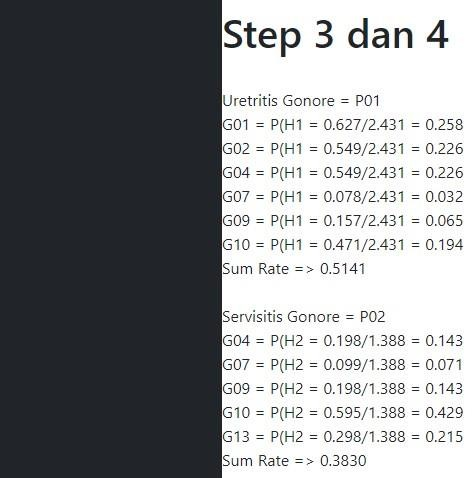 Step 3 dan 4
Uretritis Gonore = P01
G01 = P(H1 = 0.627/2.431 = 0.258
G02 = P(H1 = 0.549/2.431 = 0.226
G04 = P(H1 = 0.549/2.431 = 0.226
G07 = P(H1 = 0.078/2.431 = 0.032
G09 = P(H1 = 0.157/2.431 = 0.065
G10 = P(H1 = 0.471/2.431 = 0.194
Sum Rate => 0.5141
Servisitis Gonore = P02
G04 = P(H2 = 0.198/1.388 = 0.143
G07 = P(H2 = 0.099/1.388 = 0.071
G09 = P(H2 = 0.198/1.388 = 0.143
G10 = P(H2 = 0.595/1.388 = 0.429
G13 = P(H2 = 0.298/1.388 = 0.215
Sum Rate => 0.3830